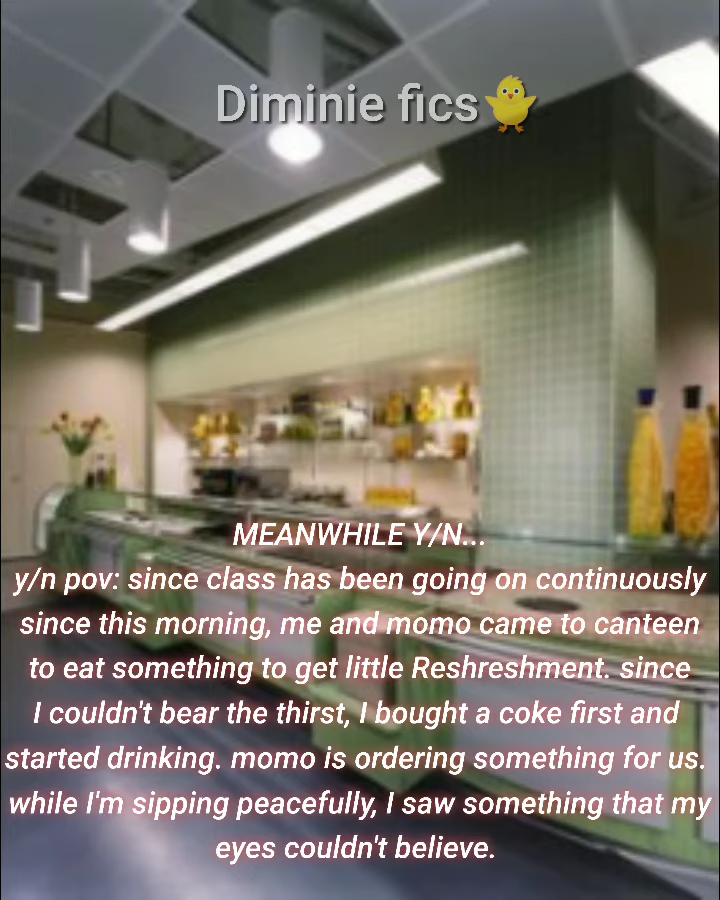 Diminie fics🐥
MEANWHILE Y/N...
y/n pov: since class has been going on continuously
since this morning, me and momo came to canteen
to eat something to get little Reshreshment. since
I couldn't bear the thirst, I bought a coke first and
started drinking. momo is ordering something for us.
while I'm sipping peacefully, I saw something that my
eyes couldn't believe.